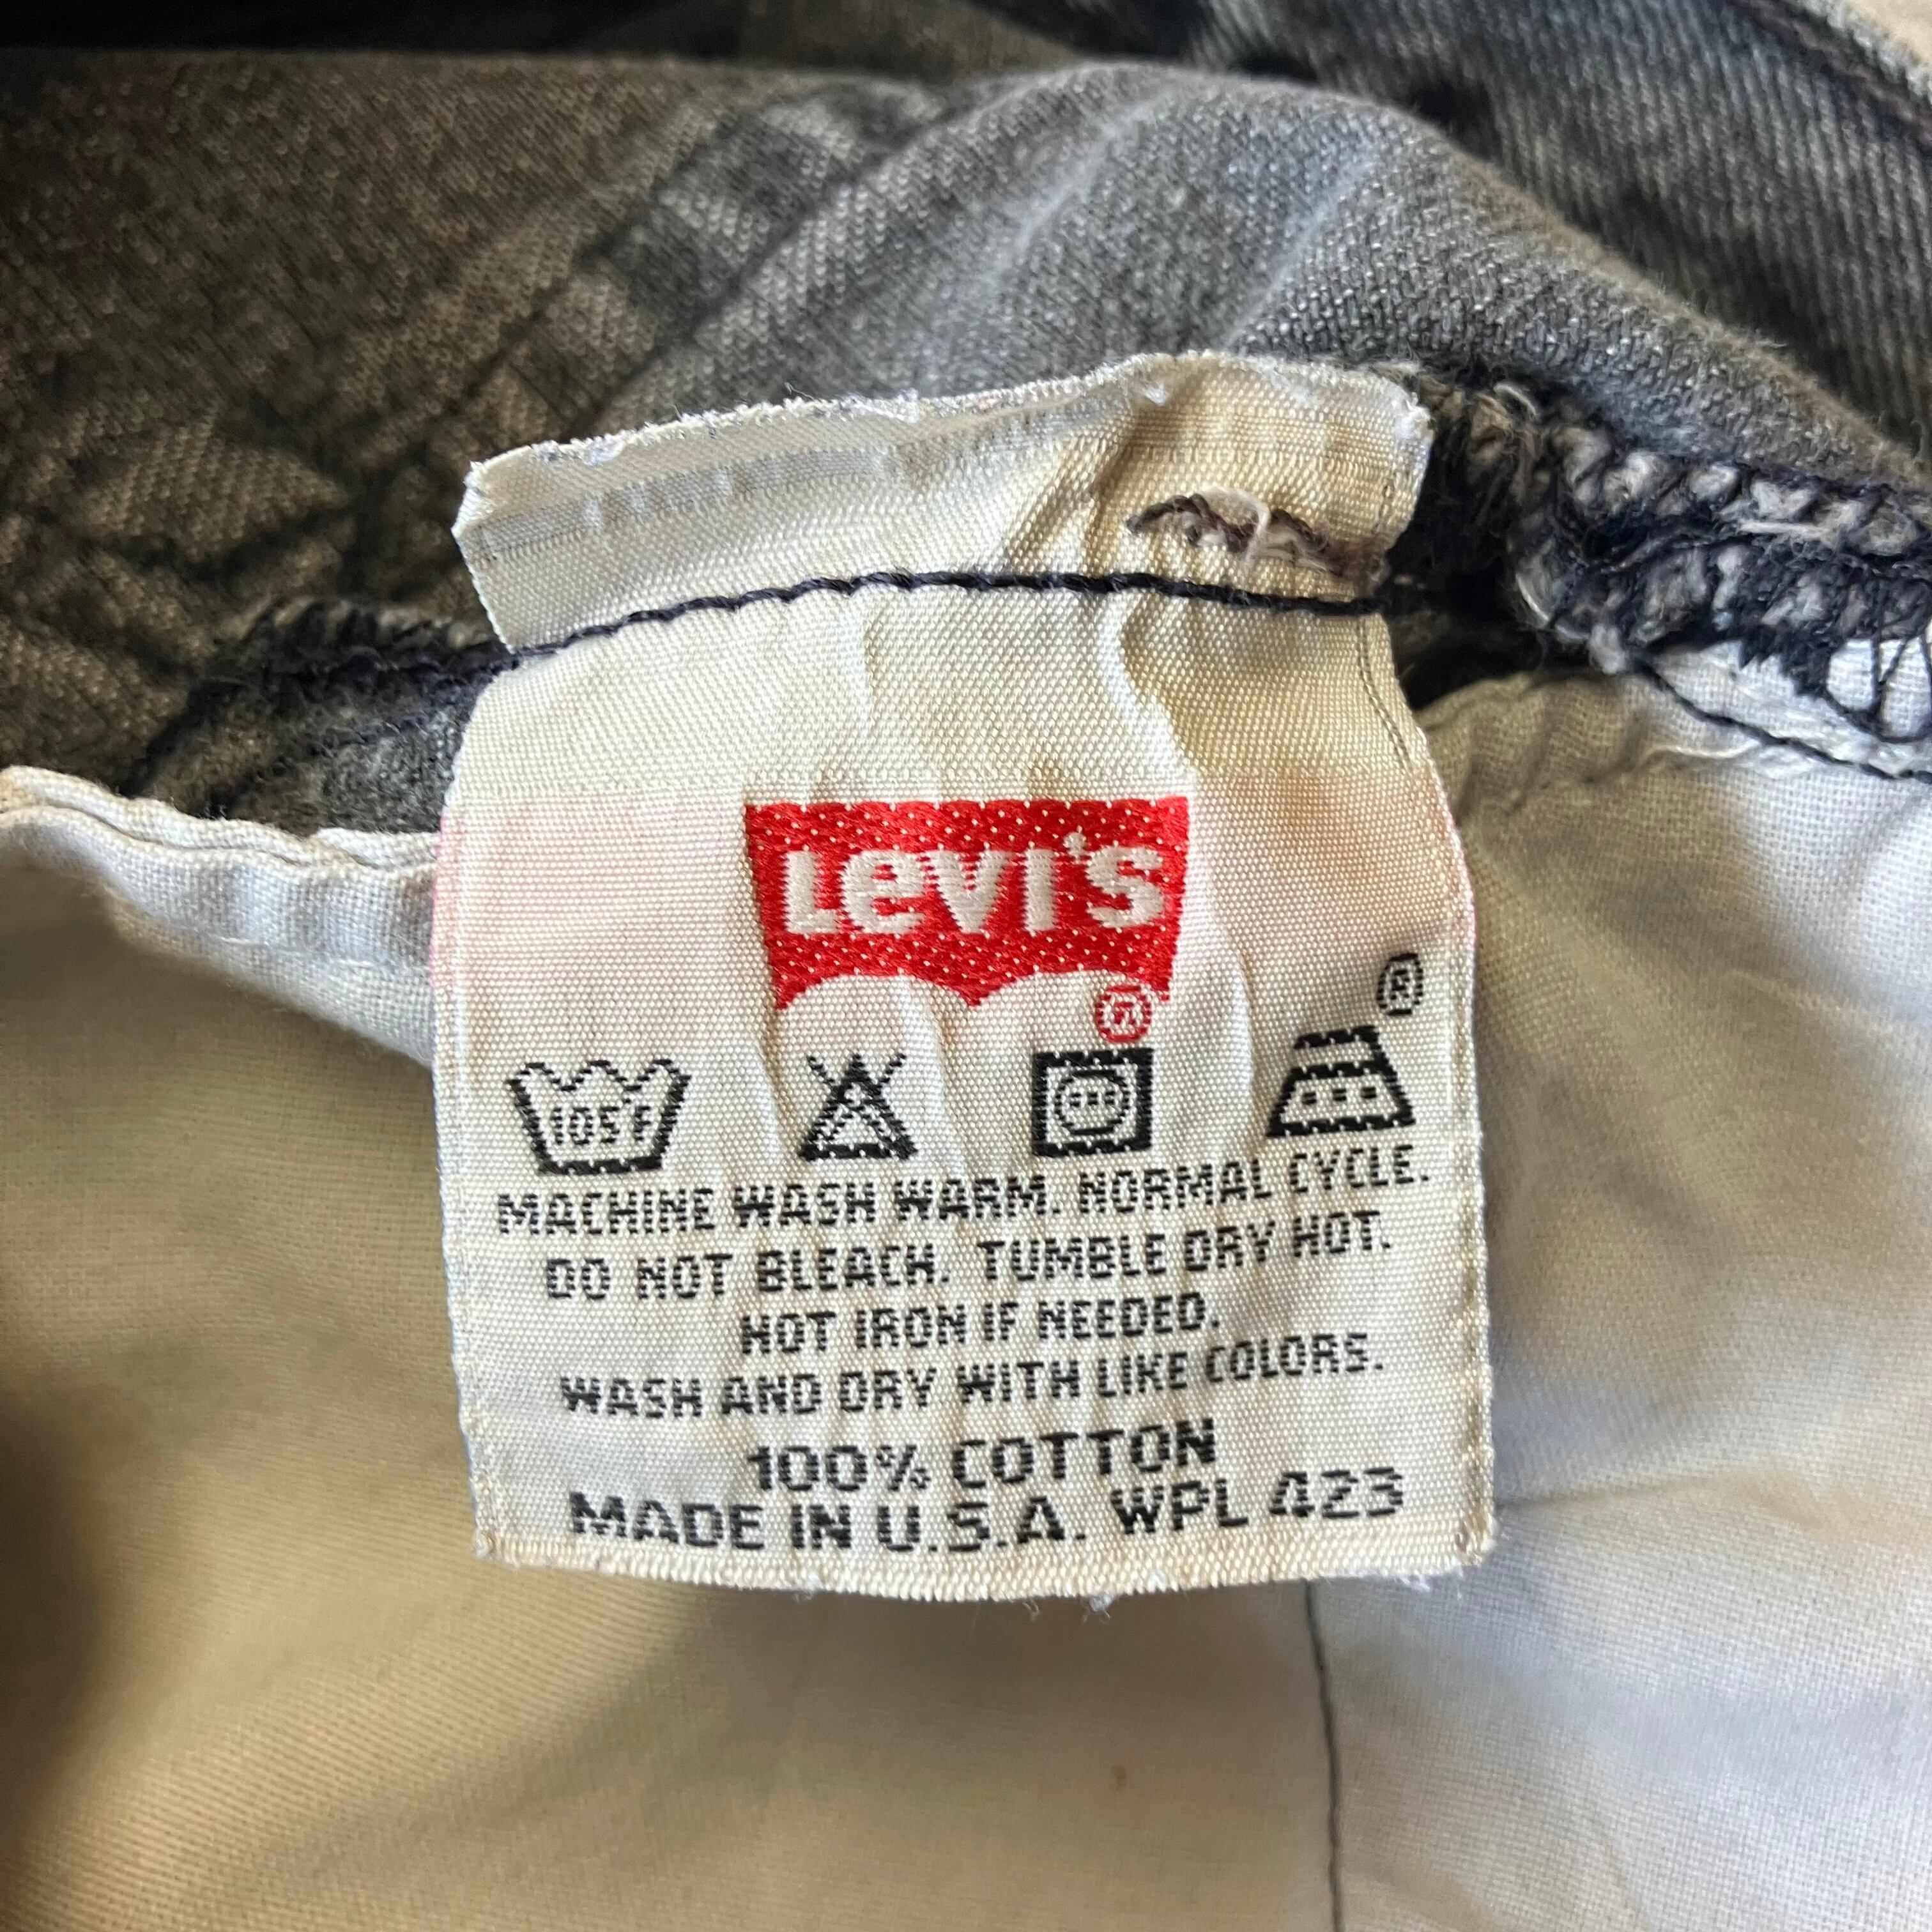 Levi's
®
®
105°F
MACHINE WASH WARM. NORMAL CYCLE.
DO NOT BLEACH. TUMBLE DRY HOT.
HOT IRON IF NEEDED.
WASH AND DRY WITH LIKE COLORS.
100% COTTON
MADE IN U.S.A. WPL 423